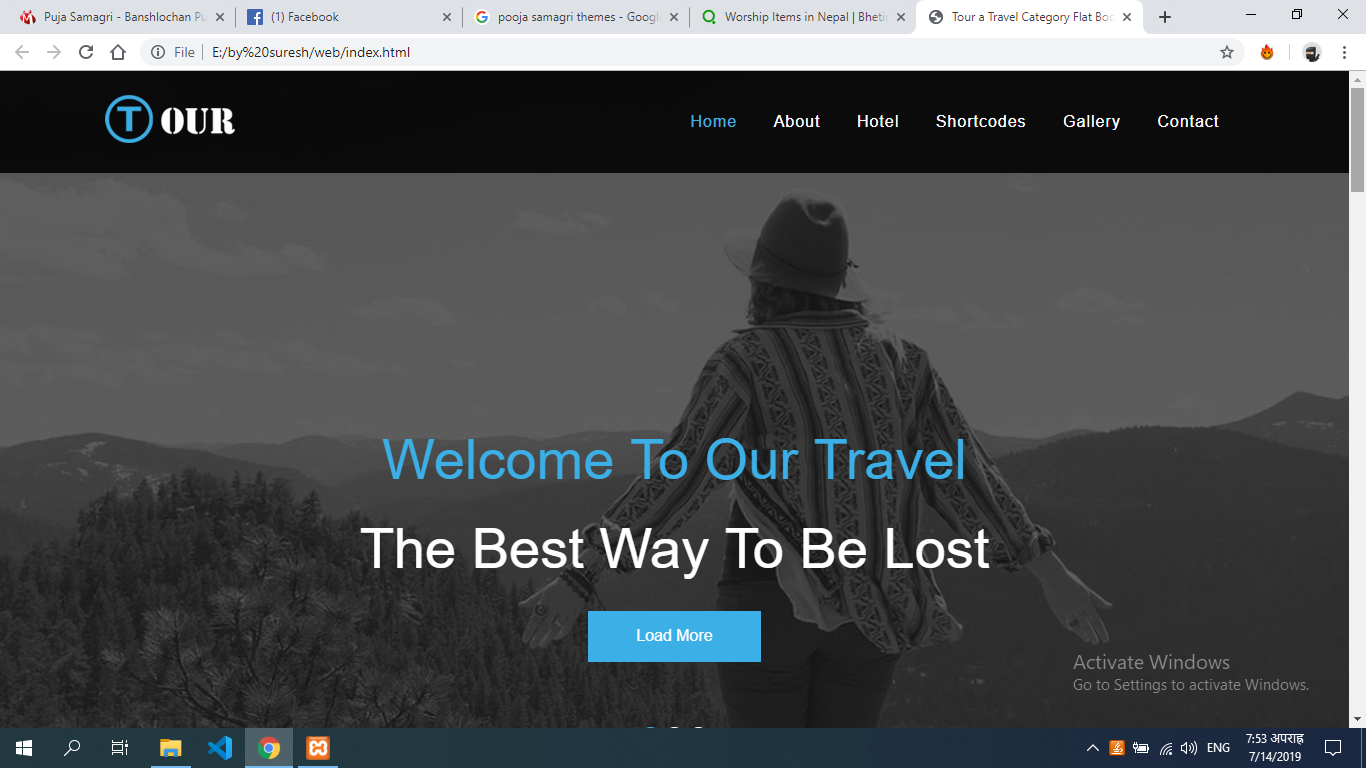 Puja Samagri - Banshlochan Pu
(1) Facebook
pooja samagri themes - Googl
Worship Items in Nepal | Bheti
Tour a Travel Category Flat Boo
File
E:/by%20suresh/web/index.html
T OUR
Home
About
Hotel
Shortcodes
Gallery
Contact
Welcome To Our Travel
The Best Way To Be Lost
Load More
Activate Windows
Go to Settings to activate Windows.
ENG
7:53 अपराह्न
7/14/2019